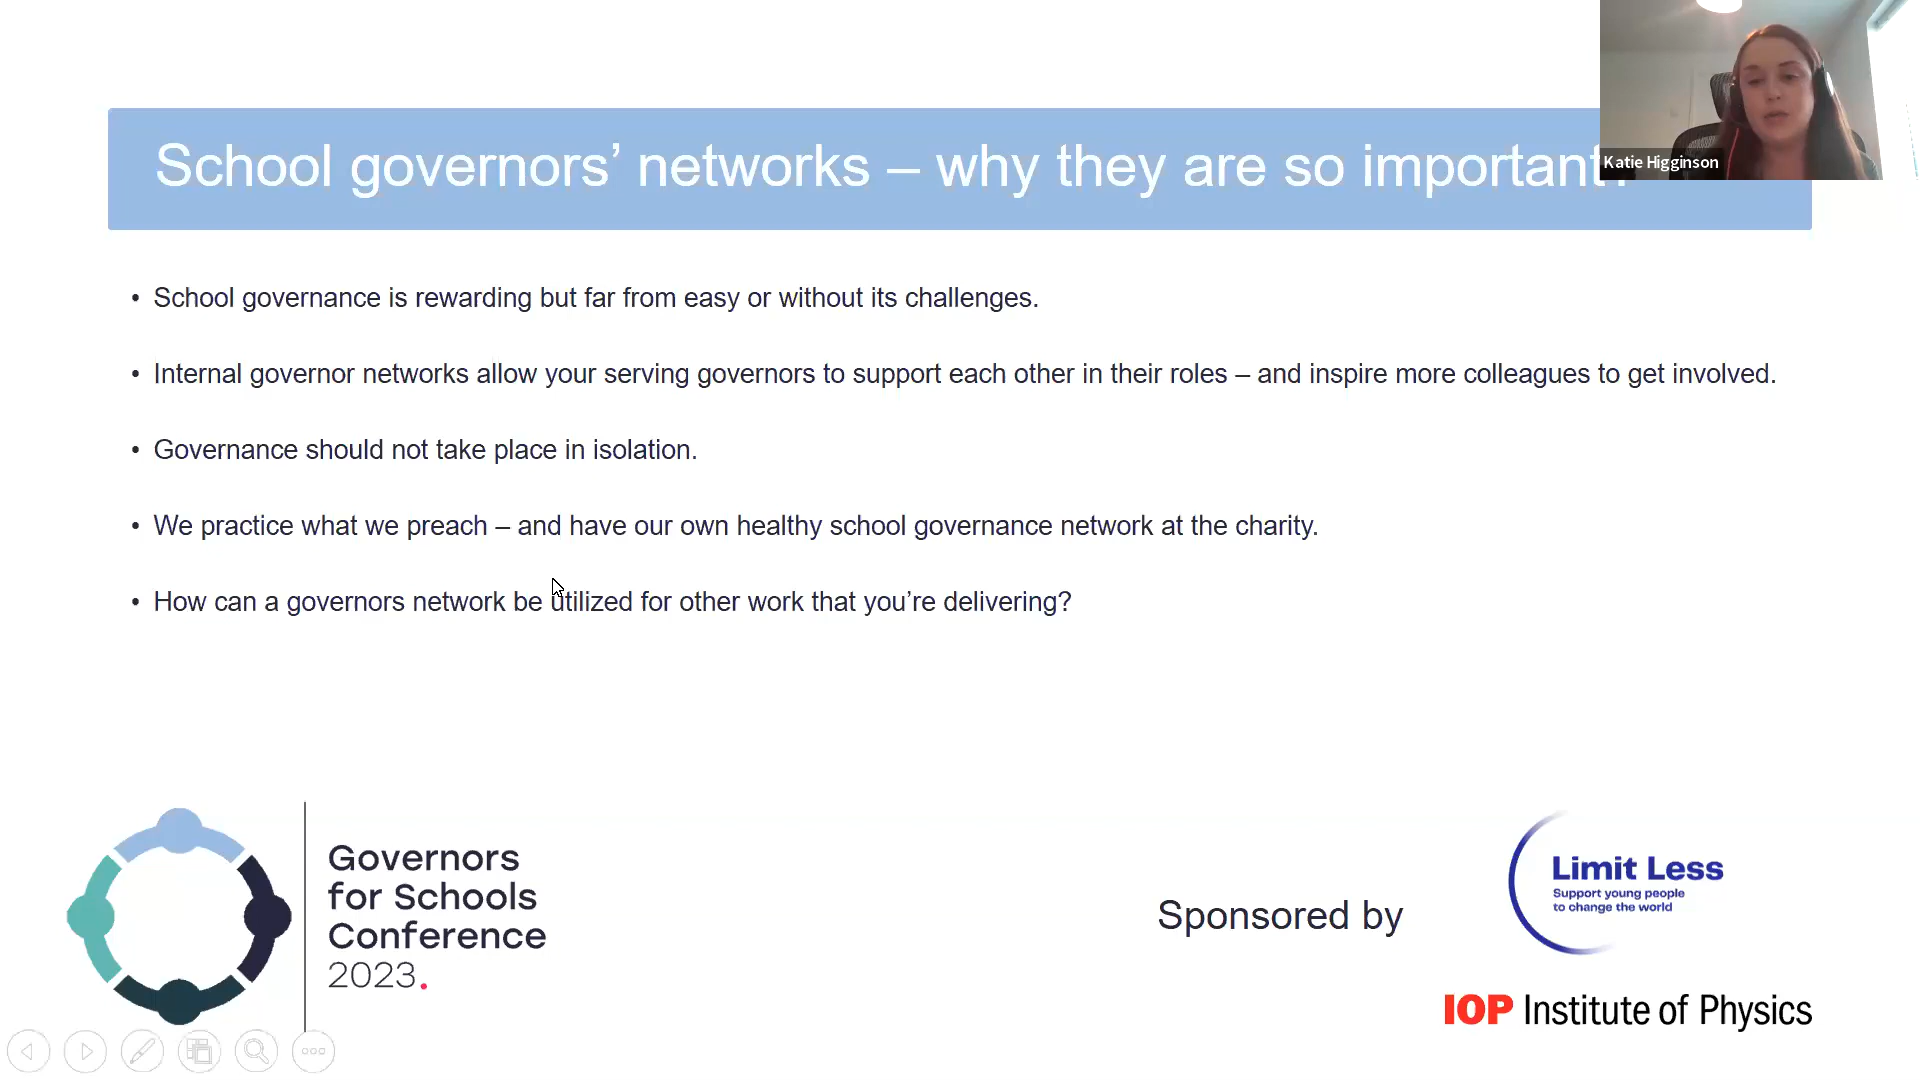 School governors’ networks – why they are so important?
Katie Higginson
• School governance is rewarding but far from easy or without its challenges.
• Internal governor networks allow your serving governors to support each other in their roles – and inspire more colleagues to get involved.
• Governance should not take place in isolation.
• We practice what we preach – and have our own healthy school governance network at the charity.
• How can a governors network be utilized for other work that you’re delivering?
Governors
for Schools
Conference
2023.
Sponsored by
Limit Less
Support young people
to change the world
IOP Institute of Physics